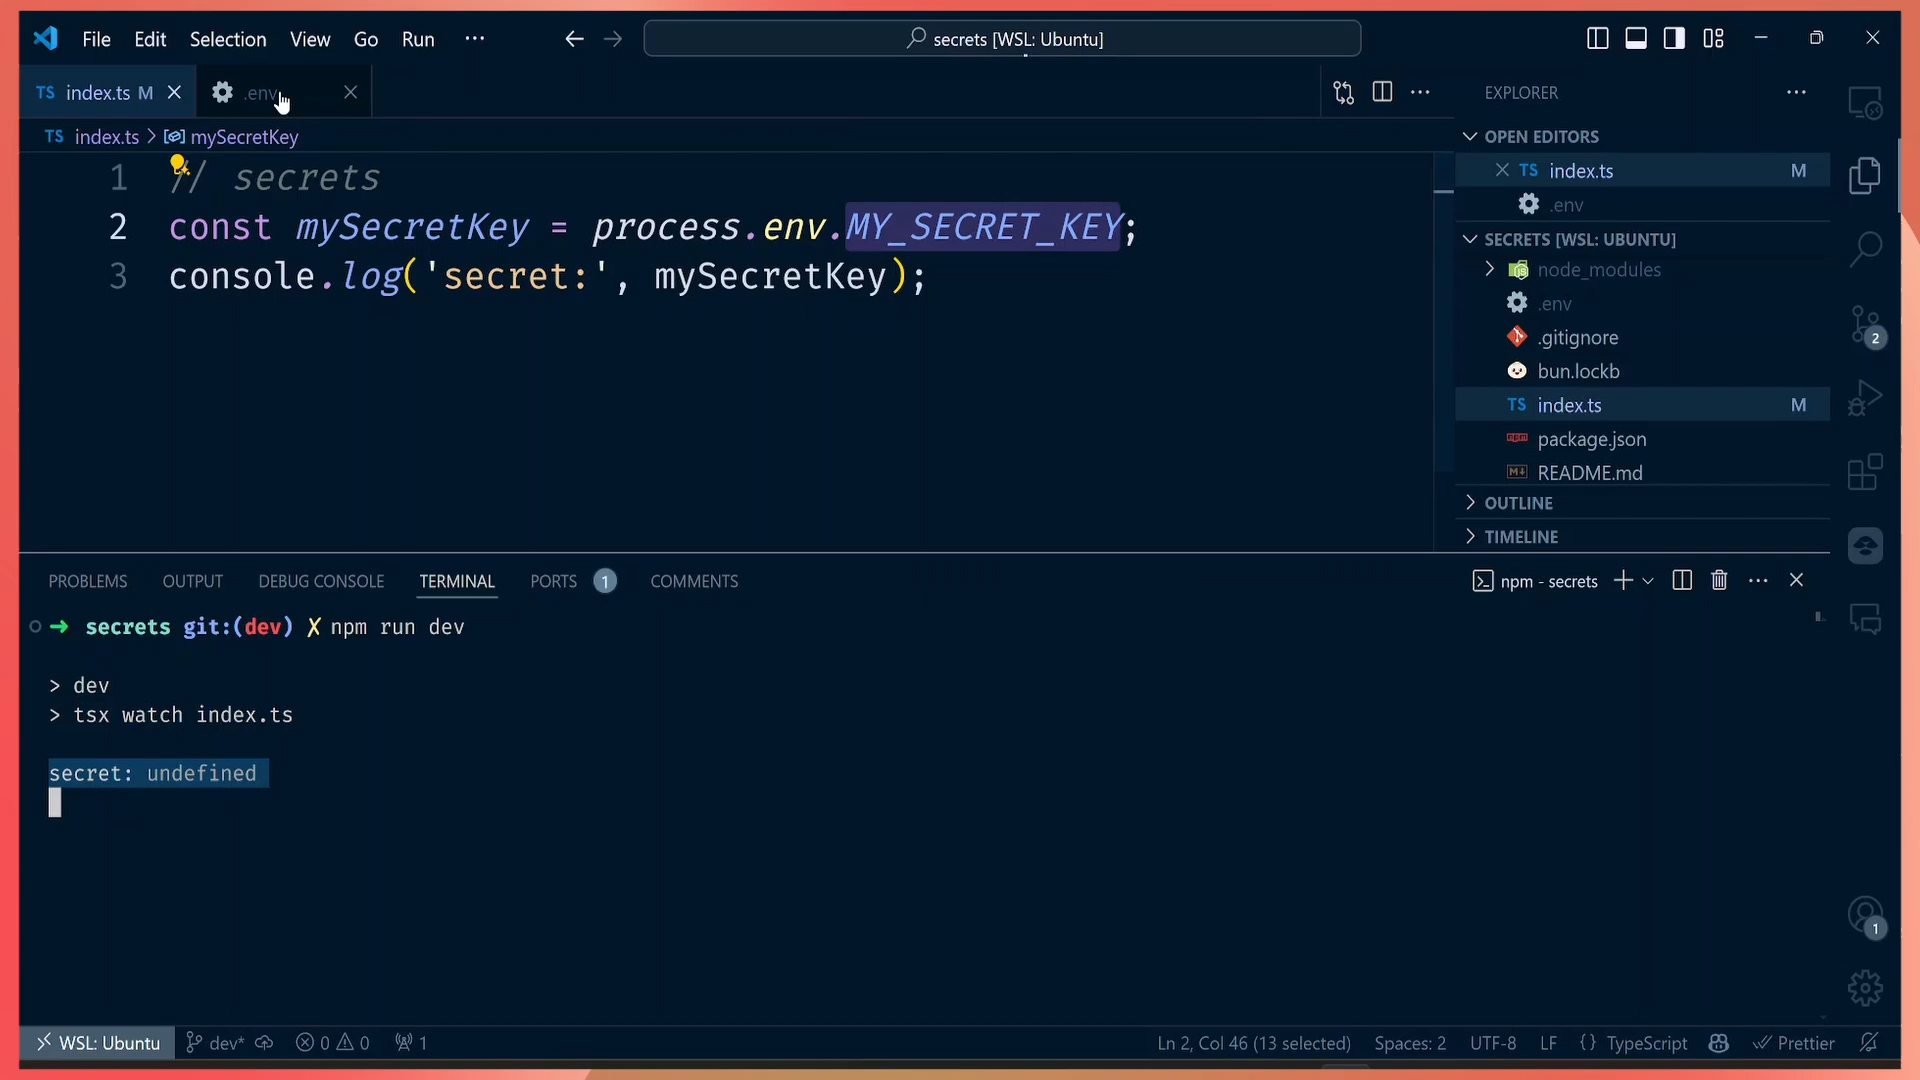 File Edit Selection View Go Run ···
secrets [WSL: Ubuntu]
TS index.ts M
.env
TS index.ts > mySecretKey
1 // secrets
2 const mySecretKey = process.env.MY_SECRET_KEY;
3 console.log('secret:', mySecretKey);
EXPLORER
OPEN EDITORS
TS index.ts M
.env
SECRETS [WSL: UBUNTU]
node_modules
.env
.gitignore
bun.lockb
TS index.ts M
package.json
README.md
OUTLINE
TIMELINE
2
1
PROBLEMS OUTPUT DEBUG CONSOLE TERMINAL PORTS 1 COMMENTS
npm - secrets
➜ secrets git:(dev) ✗ npm run dev
> dev
> tsx watch index.ts
secret: undefined
WSL: Ubuntu dev* 0 0 1 Ln 2, Col 46 (13 selected) Spaces: 2 UTF-8 LF {} TypeScript Prettier